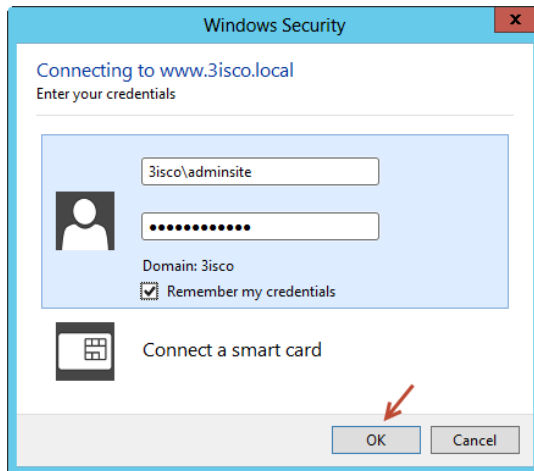 Windows Security
x
Connecting to www.3isco.local
Enter your credentials
3isco\adminsite
●●●●●●●●●●●●
Domain: 3isco
Remember my credentials
Connect a smart card
OK
Cancel